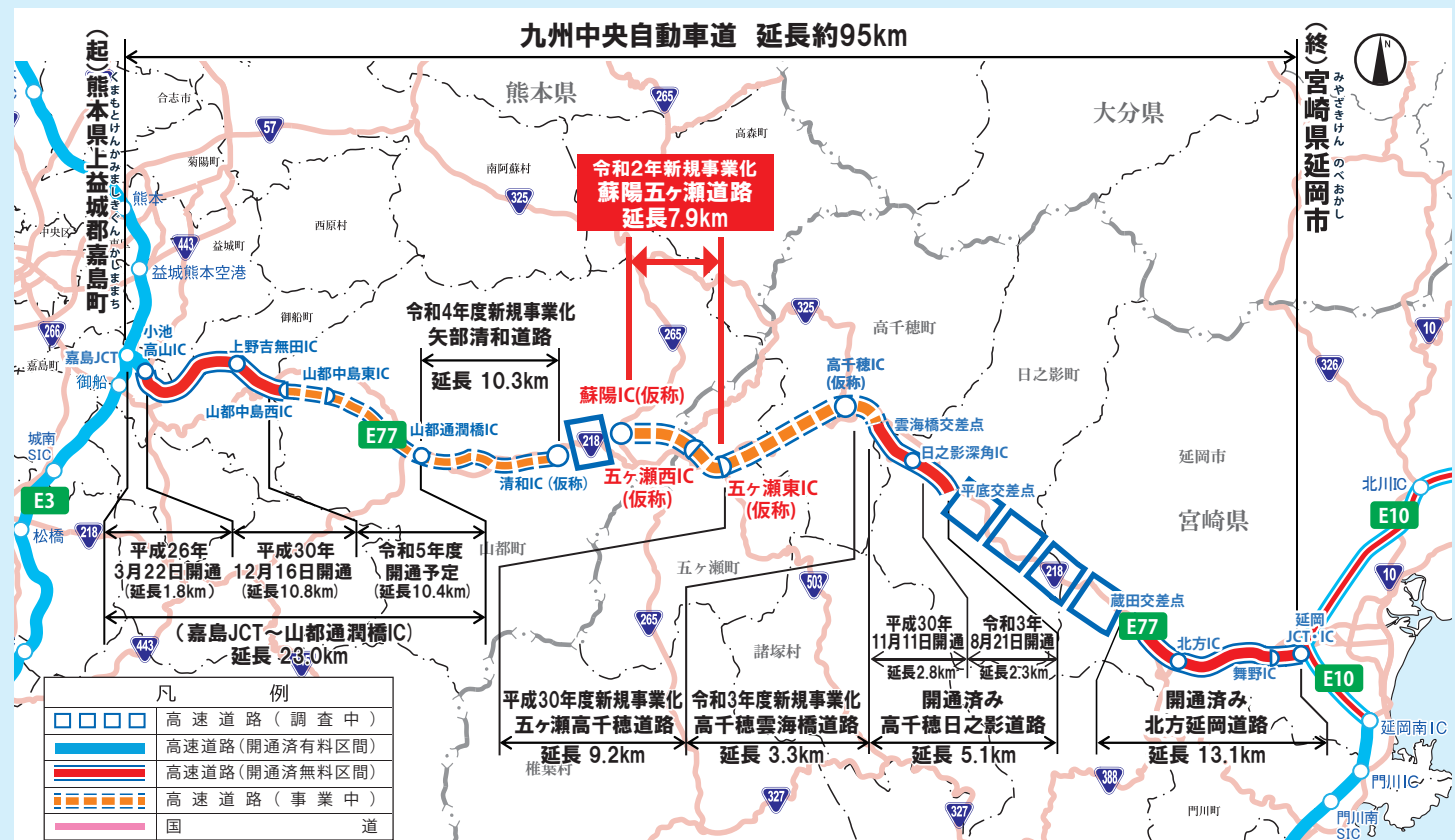 九州中央自動車道 延長約95km
(起)熊本県上益城郡嘉島町
くまもとけんかみましきぐんかしままち
(終)宮崎県延岡市
みやざきけん のべおかし
N
合志市
熊本県
265
大分県
57
高森町
菊陽町
南阿蘇村
令和2年新規事業化
蘇陽五ヶ瀬道路
延長7.9km
325
熊本
西原村
中央区
443
益城町
益城熊本空港
266
嘉島町
御船町
令和4年度新規事業化
矢部清和道路
延長 10.3km
265
325
高千穂町
10
326
日之影町
小池
高山IC
嘉島JCT
御船
上野吉無田IC
山都中島東IC
山都中島西IC
E77
山都通潤橋IC
清和IC(仮称)
218
蘇陽IC(仮称)
五ヶ瀬西IC
(仮称)
五ヶ瀬東IC
(仮称)
高千穂IC
(仮称)
雲海橋交差点
日之影深角IC
平底交差点
延岡市
宮崎県
北川IC
E10
城南
SIC
E3
松橋
218
平成26年
3月22日開通
(延長1.8km)
平成30年
12月16日開通
(延長10.8km)
令和5年度
開通予定
(延長10.4km)
(嘉島JCT~山都通潤橋IC)
延長 23.0km
443
山都町
五ヶ瀬町
503
265
諸塚村
218
蔵田交差点
E77
10
北方IC
舞野IC
延岡
JCT・IC
E10
延岡南IC
門川IC
門川南
SIC
平成30年
11月11日開通
延長2.8km
令和3年
8月21日開通
延長2.3km
平成30年度新規事業化
五ヶ瀬高千穂道路
延長 9.2km
令和3年度新規事業化
高千穂雲海橋道路
延長 3.3km
開通済み
高千穂日之影道路
延長 5.1km
開通済み
北方延岡道路
延長 13.1km
椎葉村
327
327
388
門川町
凡 例
高速道路(調査中)
高速道路(開通済有料区間)
高速道路(開通済無料区間)
高速道路(事業中)
国道